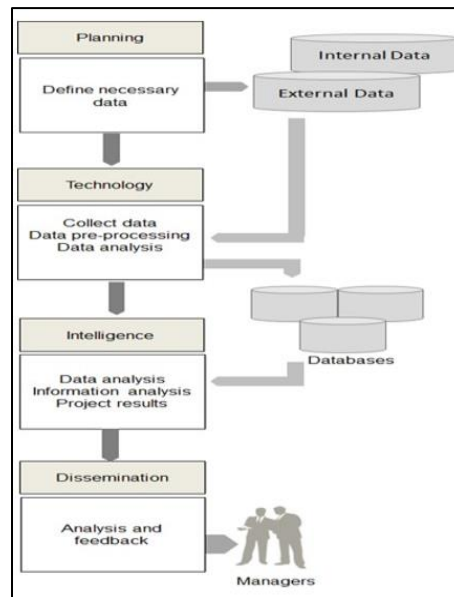 Planning
Define necessary
data
Internal Data
External Data
Technology
Collect data
Data pre-processing
Data analysis
Databases
Intelligence
Data analysis
Information analysis
Project results
Dissemination
Analysis and
feedback
Managers